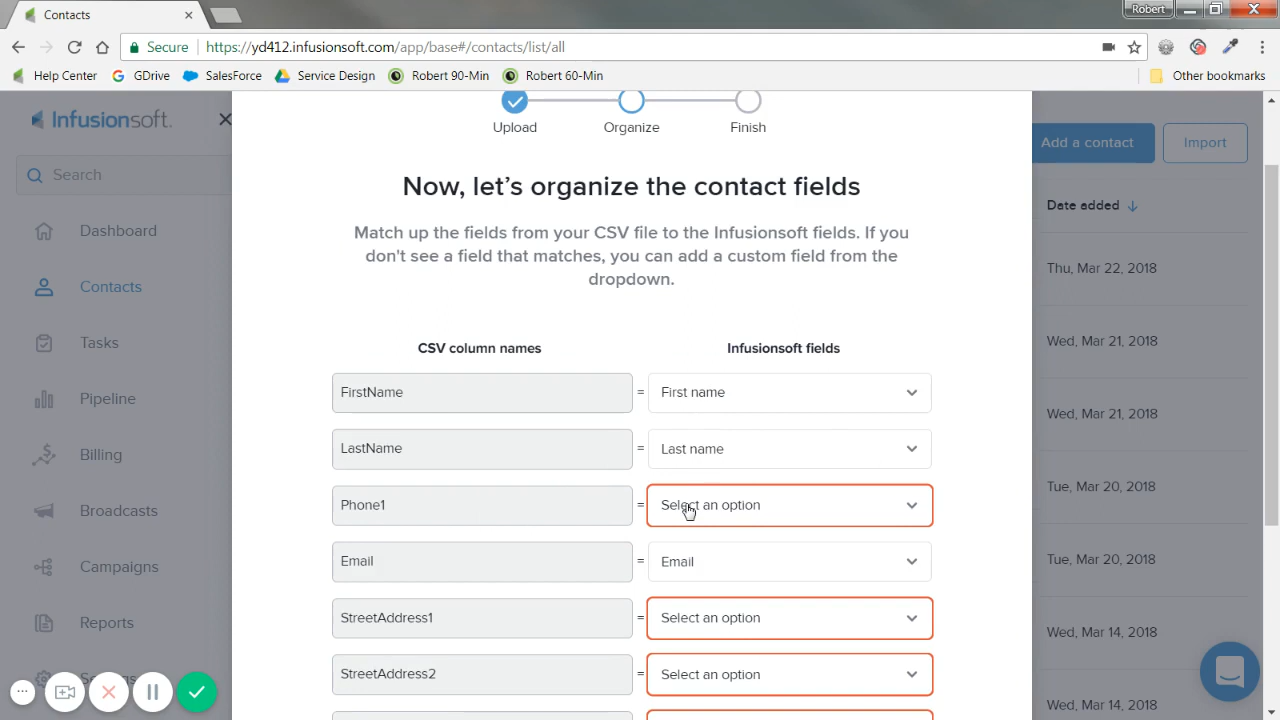 Contacts
Robert
Secure
https://yd412.infusionsoft.com/app/base#/contacts/list/all
Help Center
GDrive
SalesForce
Service Design
Robert 90-Min
Robert 60-Min
Other bookmarks
Infusionsoft.
Search
Dashboard
Contacts
Tasks
Pipeline
Billing
Broadcasts
Campaigns
Reports
Upload
Organize
Finish
Now, let's organize the contact fields
Match up the fields from your CSV file to the Infusionsoft fields. If you
don't see a field that matches, you can add a custom field from the
dropdown.
CSV column names
Infusionsoft fields
FirstName
=
First name
LastName
=
Last name
Phone1
=
Select an option
Email
=
Email
StreetAddress1
=
Select an option
StreetAddress2
=
Select an option
Add a contact
Import
Date added
Thu, Mar 22, 2018
Wed, Mar 21, 2018
Wed, Mar 21, 2018
Tue, Mar 20, 2018
Tue, Mar 20, 2018
Wed, Mar 14, 2018
Wed, Mar 14, 2018